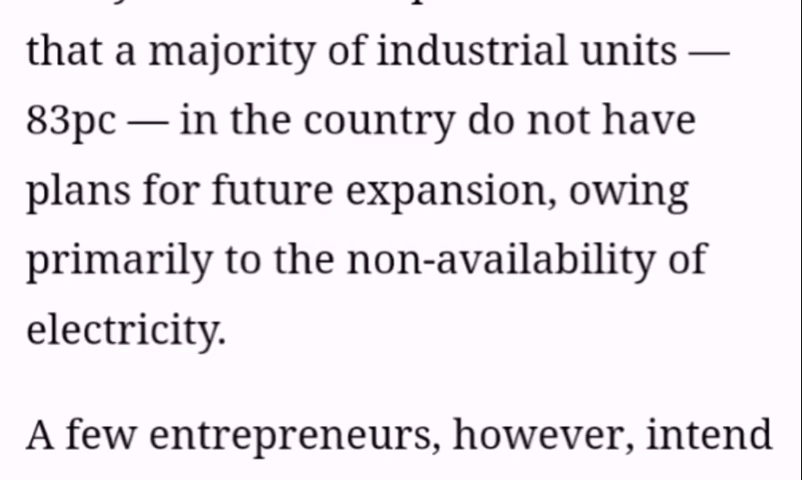 that a majority of industrial units —
83pc — in the country do not have
plans for future expansion, owing
primarily to the non-availability of
electricity.
A few entrepreneurs, however, intend